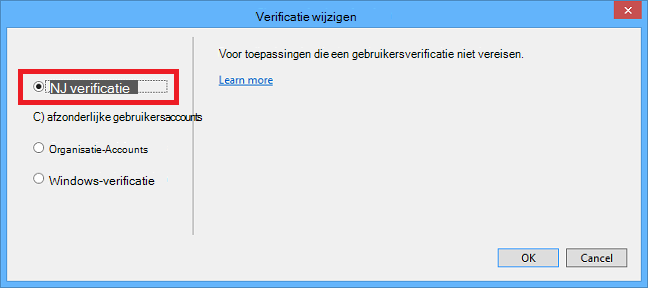 Verificatie wijzigen
Voor toepassingen die een gebruikersverificatie niet vereisen.
Learn more
NJ verificatie
C) afzonderlijke gebruikersaccounts
Organisatie-Accounts
Windows-verificatie
OK
Cancel